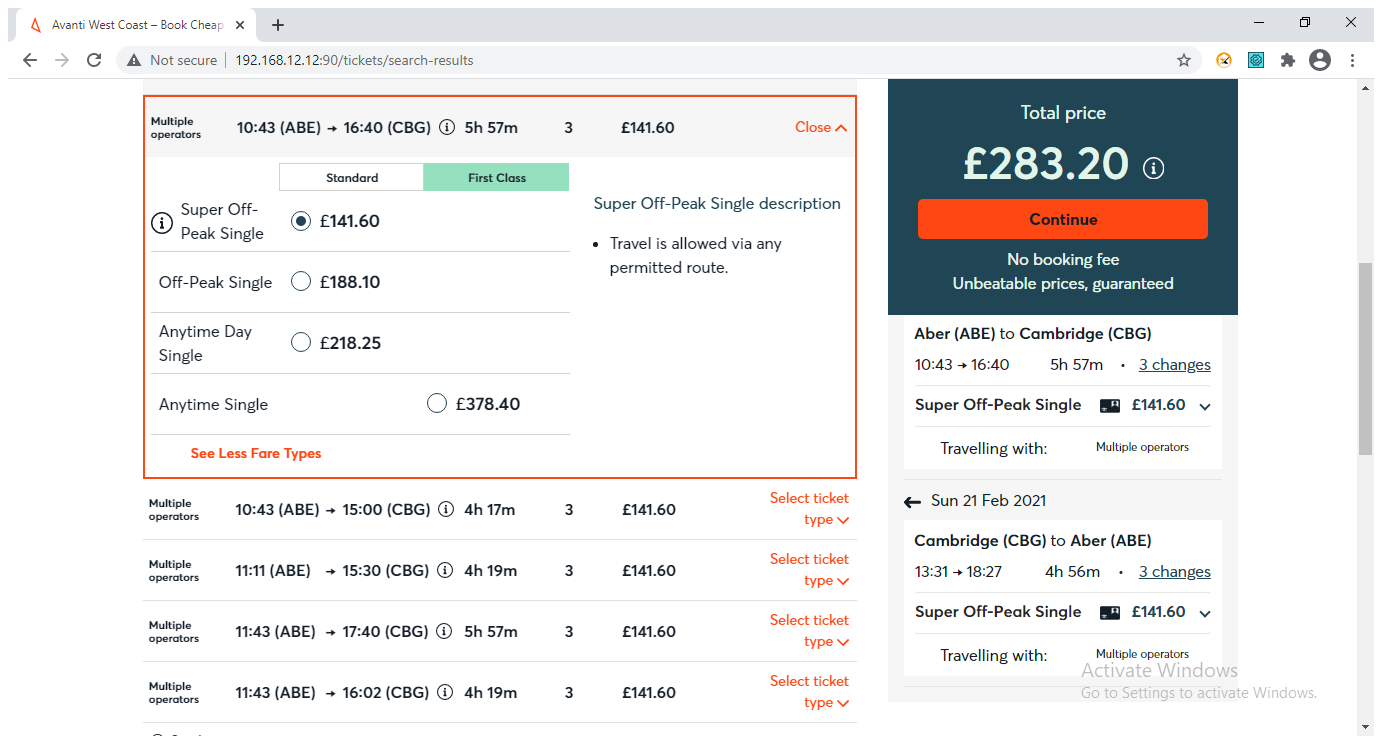 Avanti West Coast – Book Cheap
Not secure | 192.168.12.12:90/tickets/search-results
Multiple operators
10:43 (ABE) → 16:40 (CBG) 5h 57m 3 £141.60 Close
Standard First Class
Super Off-Peak Single £141.60
Off-Peak Single £188.10
Anytime Day Single £218.25
Anytime Single £378.40
See Less Fare Types
Super Off-Peak Single description
• Travel is allowed via any
permitted route.
Multiple operators
10:43 (ABE) → 15:00 (CBG) 4h 17m 3 £141.60 Select ticket type
Multiple operators
11:11 (ABE) → 15:30 (CBG) 4h 19m 3 £141.60 Select ticket type
Multiple operators
11:43 (ABE) → 17:40 (CBG) 5h 57m 3 £141.60 Select ticket type
Multiple operators
11:43 (ABE) → 16:02 (CBG) 4h 19m 3 £141.60 Select ticket type
Total price
£283.20
Continue
No booking fee
Unbeatable prices, guaranteed
Aber (ABE) to Cambridge (CBG)
10:43 → 16:40 5h 57m • 3 changes
Super Off-Peak Single £141.60
Travelling with: Multiple operators
← Sun 21 Feb 2021
Cambridge (CBG) to Aber (ABE)
13:31 → 18:27 4h 56m • 3 changes
Super Off-Peak Single £141.60
Travelling with: Multiple operators
Activate Windows
Go to Settings to activate Windows.